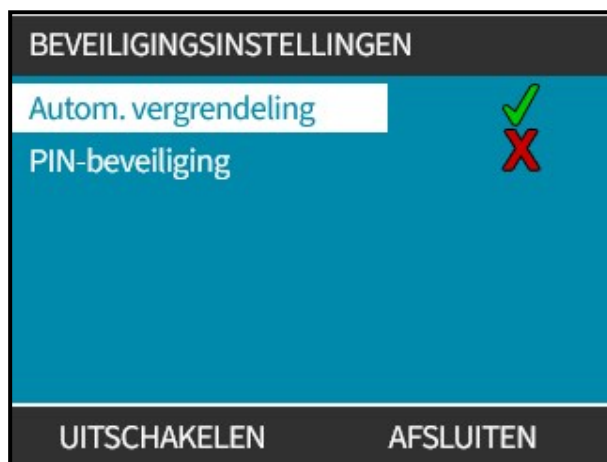 BEVEILIGINGSINSTELLINGEN
Autom. vergrendeling
PIN-beveiliging
UITSCHAKELEN AFSLUITEN